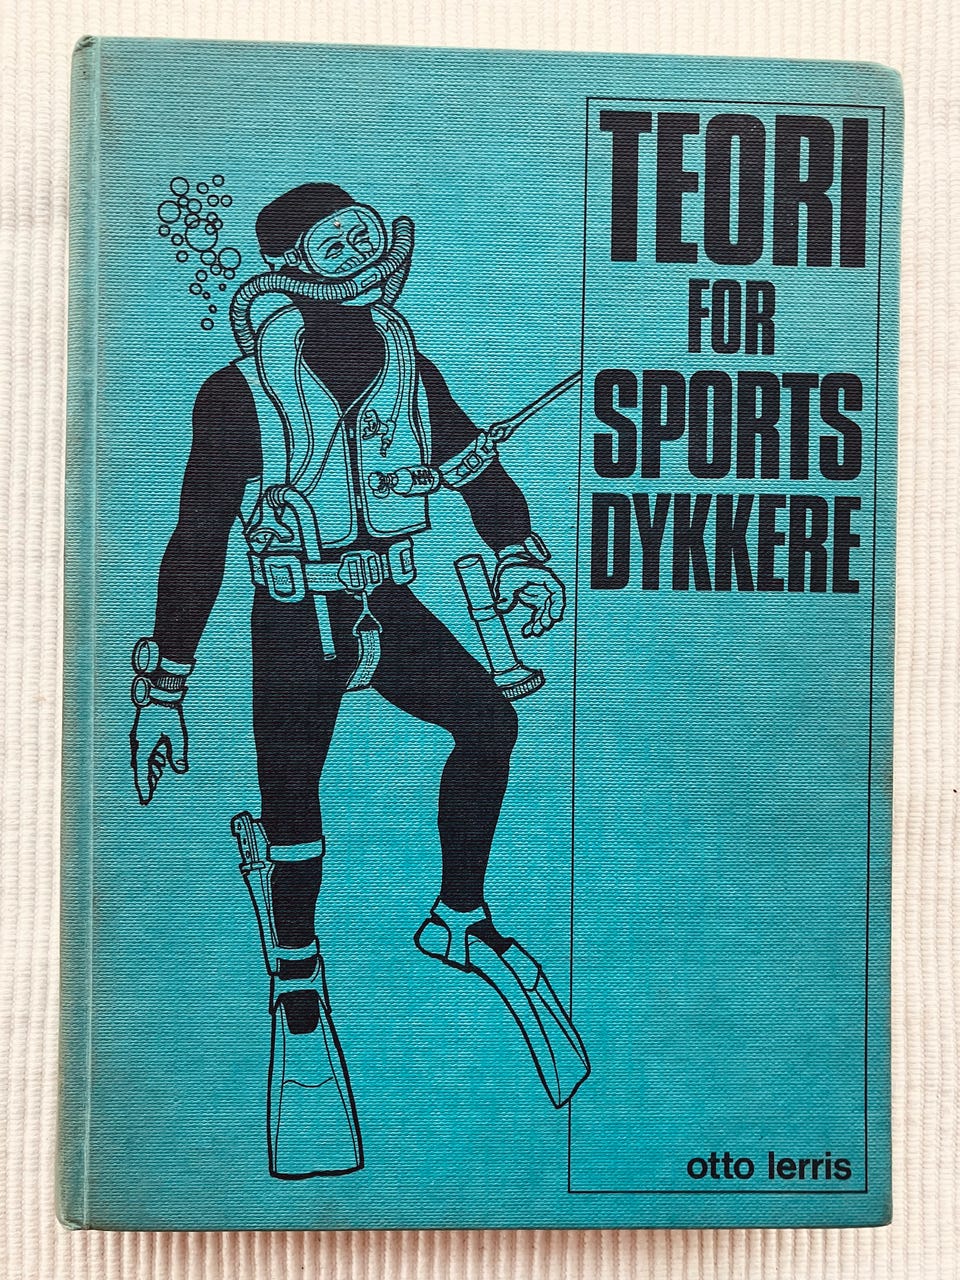 TEORI
FOR
SPORTS
DYKKERE
otto lerris